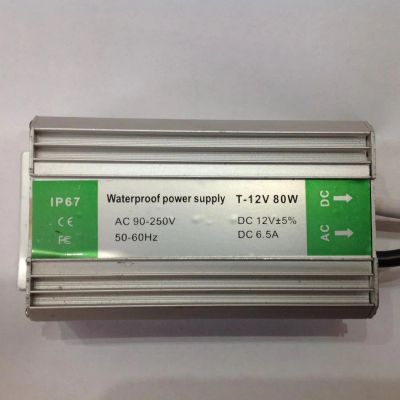 IP67
CE
FC
Waterproof power supply T-12V 80W
AC 90-250V DC 12V±5%
50-60Hz DC 6.5A
DC →
AC →